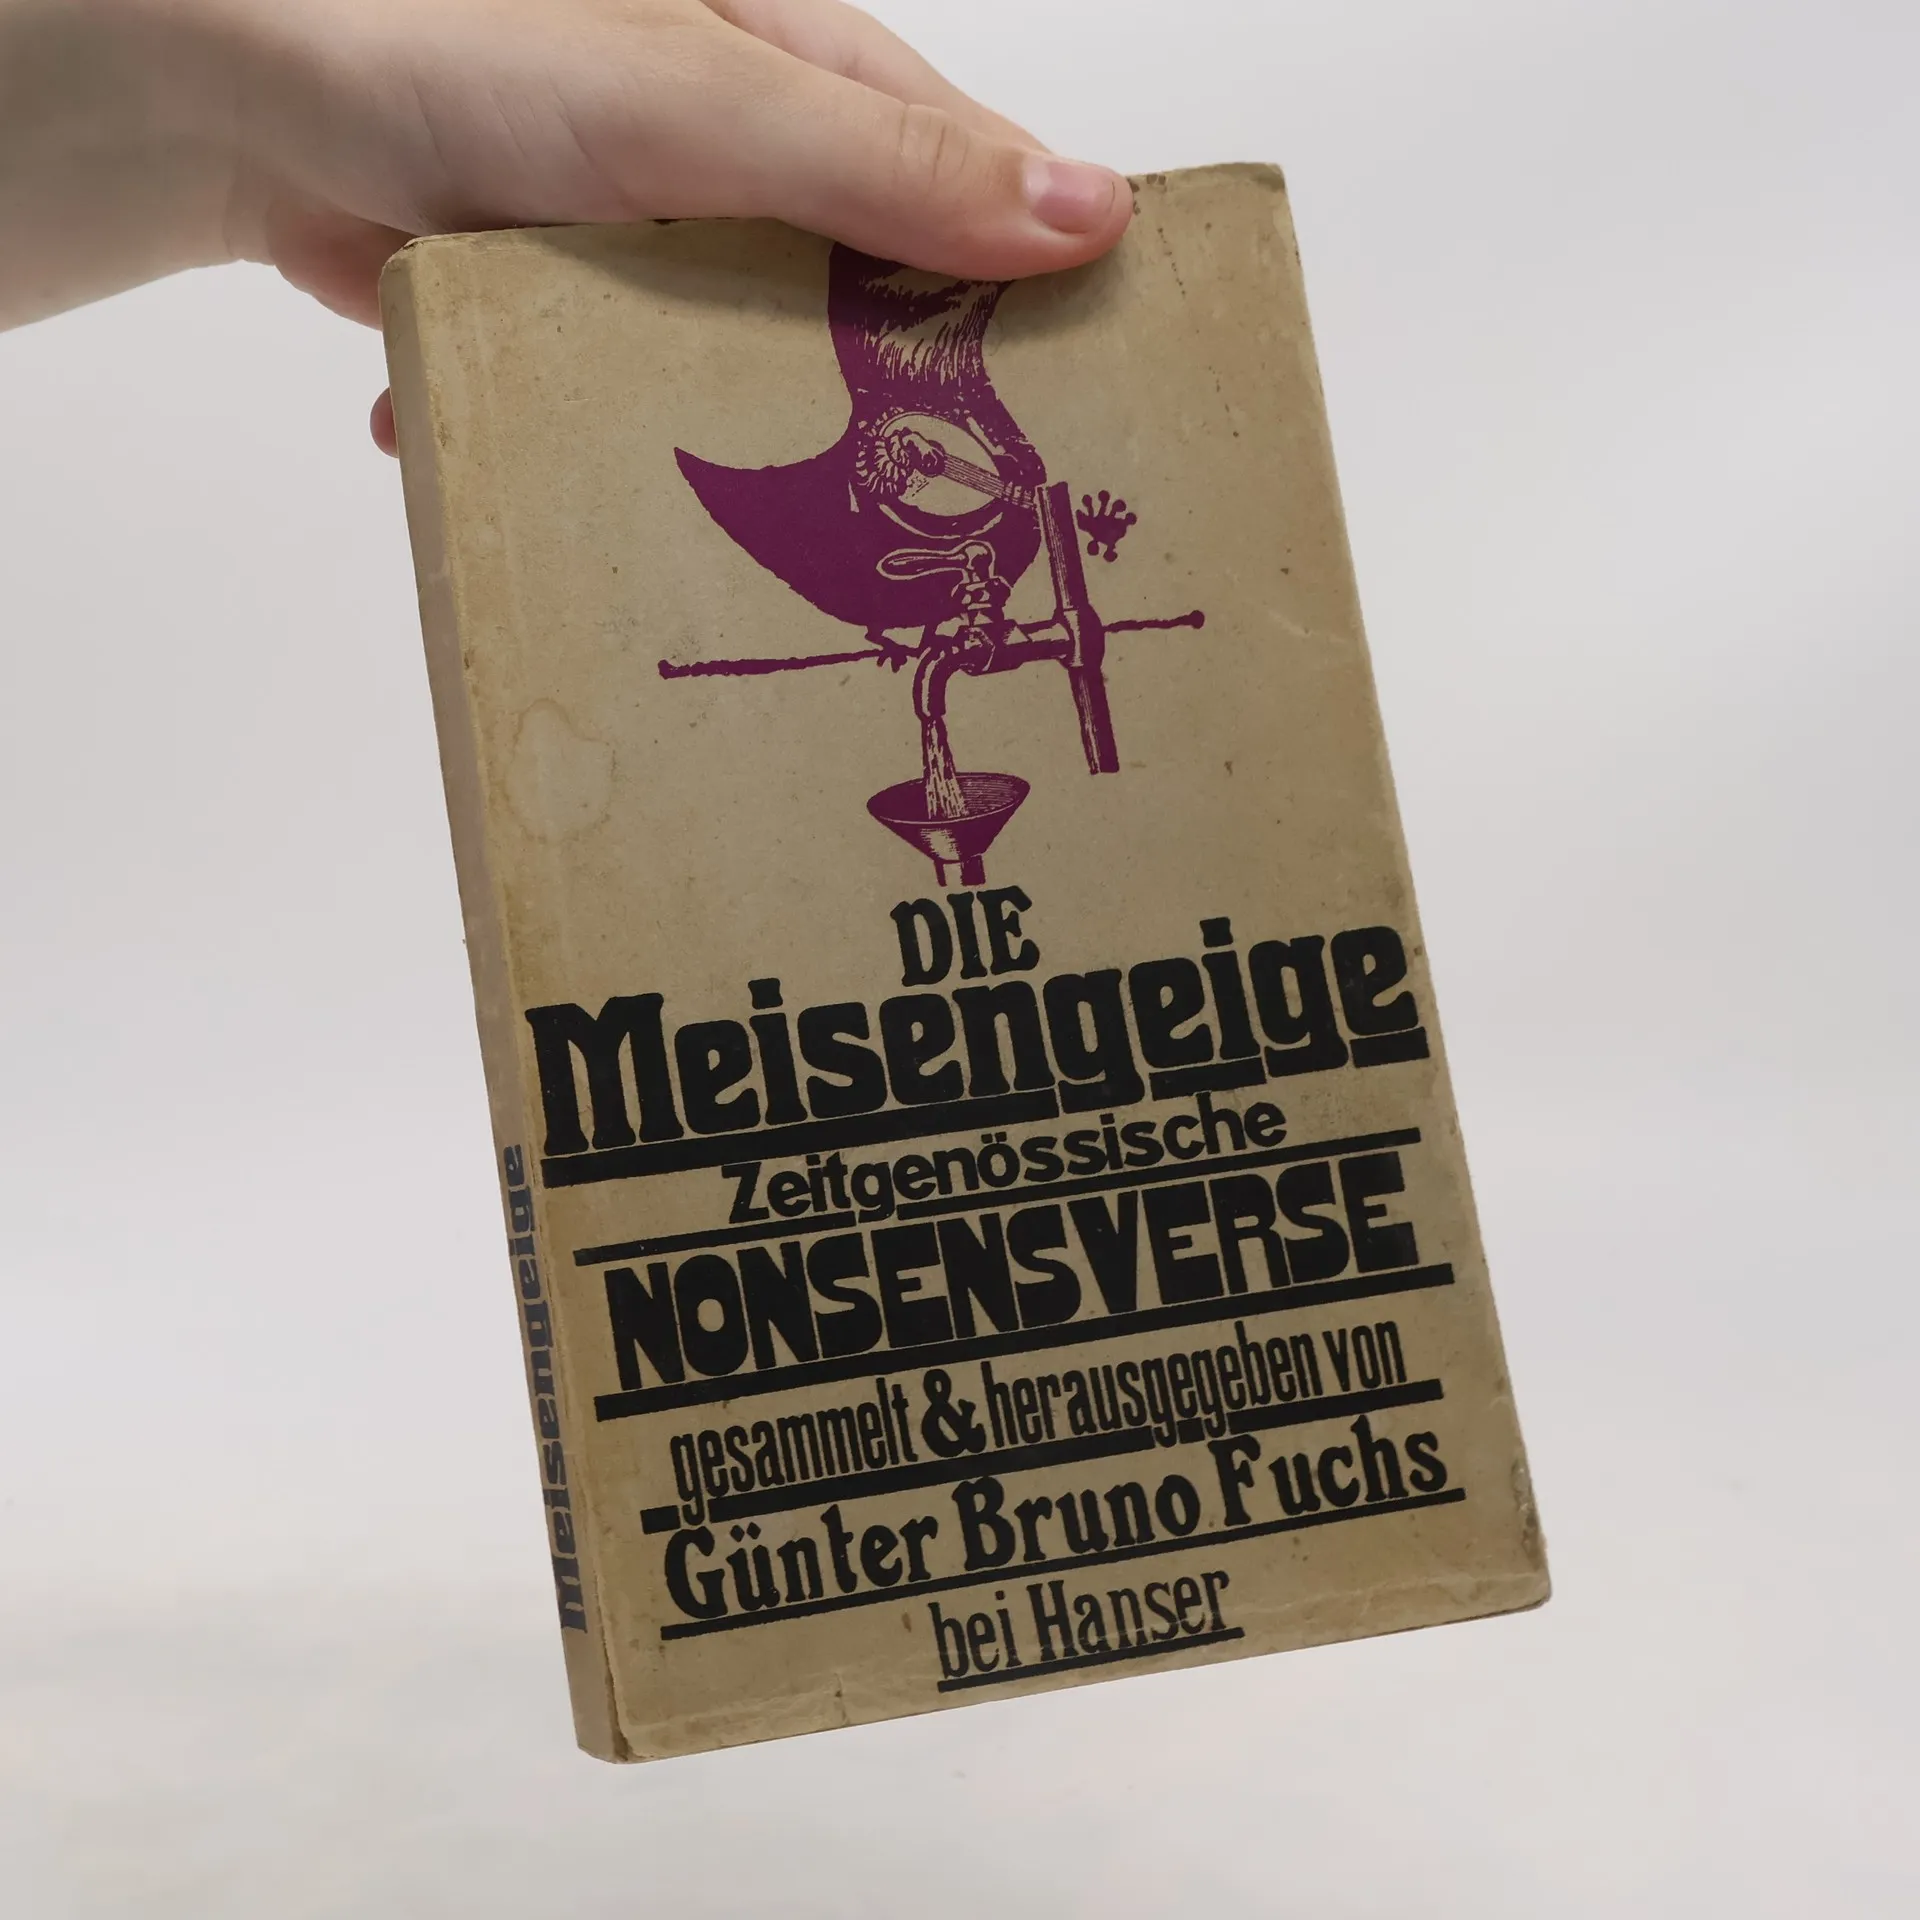 DIE
Meisengeige
Zeitgenössische
NONSENSVERSE
gesammelt & herausgegeben von
Günter Bruno Fuchs
bei Hanser
Meisengeige